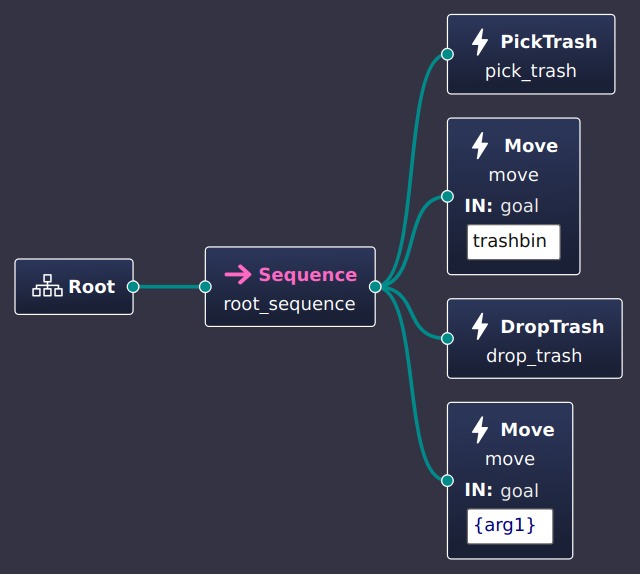 Root
Sequence
root_sequence
PickTrash
pick_trash
Move
move
IN: goal
trashbin
DropTrash
drop_trash
Move
move
IN: goal
{arg1}